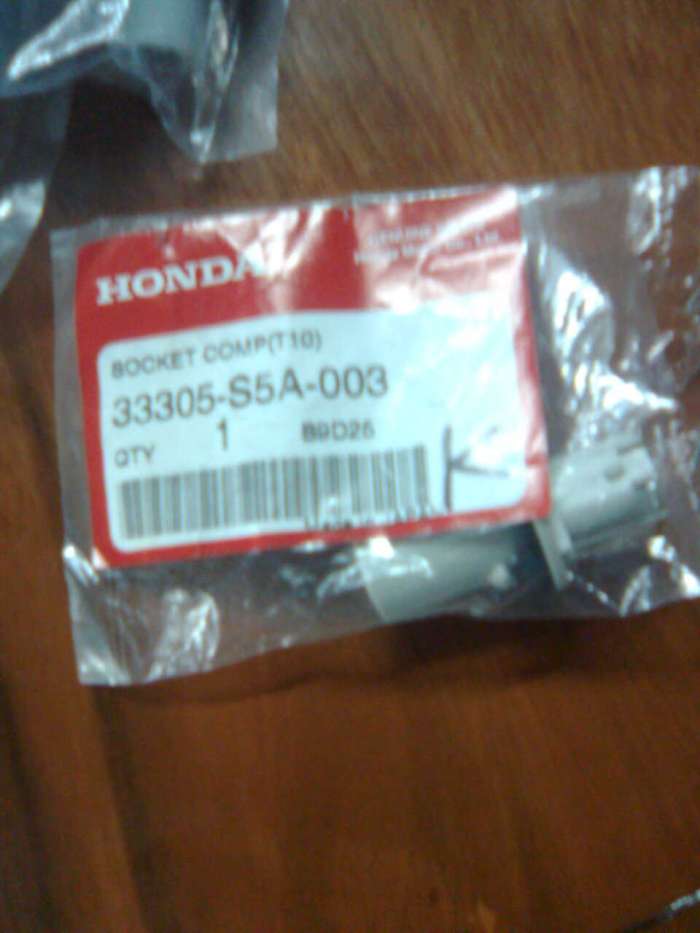 HONDA
SOCKET COMP(T10)
33305-S5A-003
QTY 1 B9D25
K